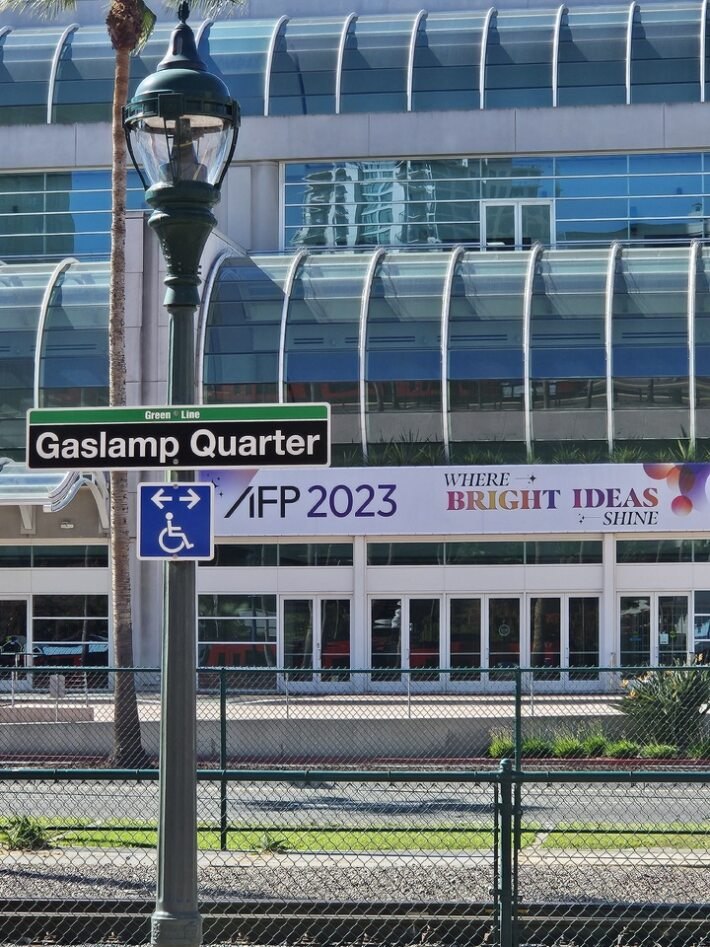 Green Line
Gaslamp Quarter
AFP 2023
WHERE
BRIGHT IDEAS
SHINE